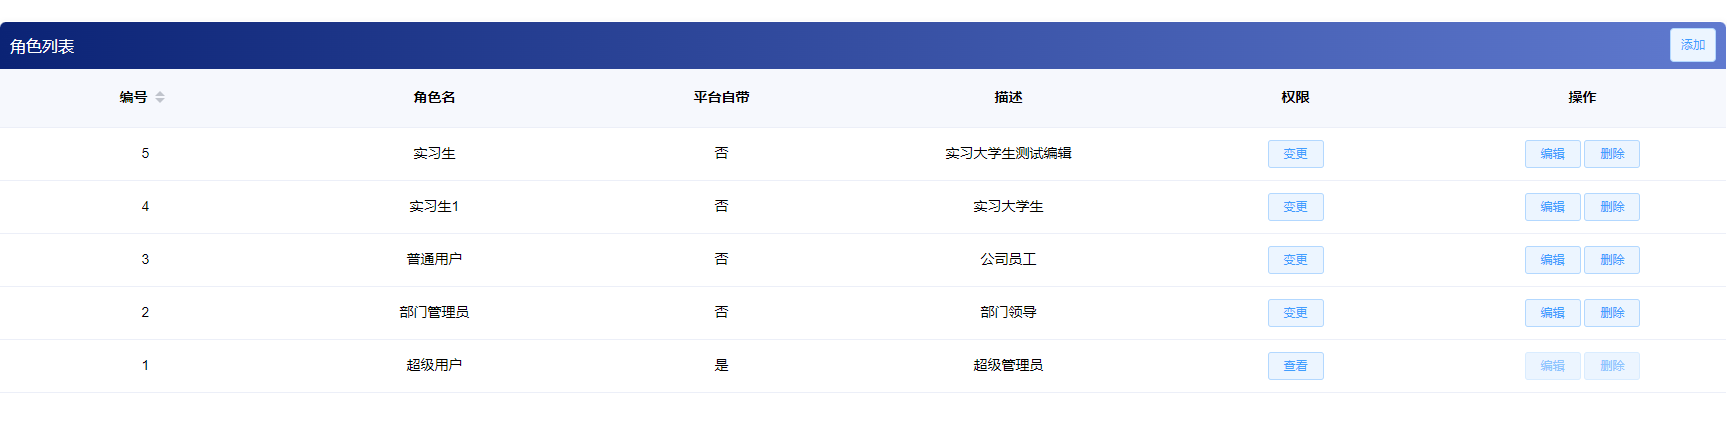 角色列表 添加
编号 角色名 平台自带 描述 权限 操作
5 实习生 否 实习大学生测试编辑 变更 编辑 删除
4 实习生1 否 实习大学生 变更 编辑 删除
3 普通用户 否 公司员工 变更 编辑 删除
2 部门管理员 否 部门领导 变更 编辑 删除
1 超级用户 是 超级管理员 查看 编辑 删除